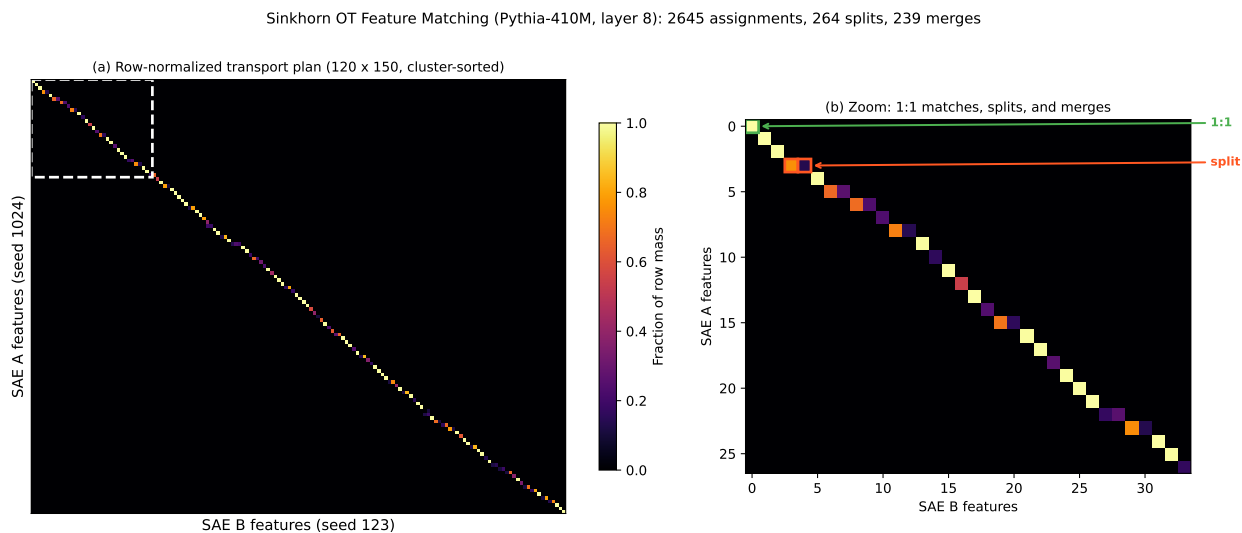 Sinkhorn OT Feature Matching (Pythia-410M, layer 8): 2645 assignments, 264 splits, 239 merges
(a) Row-normalized transport plan (120 x 150, cluster-sorted)
SAE A features (seed 1024)
SAE B features (seed 123)
1.0
0.8
0.6
0.4
0.2
0.0
Fraction of row mass
(b) Zoom: 1:1 matches, splits, and merges
1:1
split
0
5
10
15
20
25
SAE A features
0 5 10 15 20 25 30
SAE B features